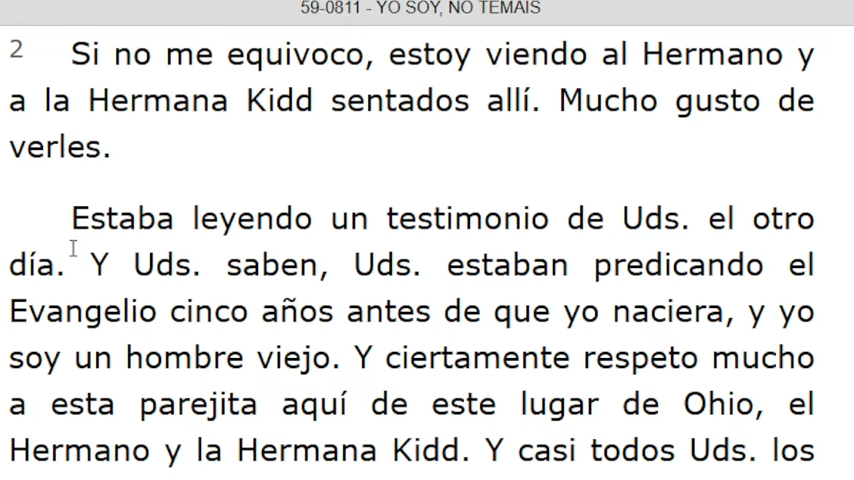 59-0811 - YO SOY, NO TEMAIS
2 Si no me equivoco, estoy viendo al Hermano y
a la Hermana Kidd sentados allí. Mucho gusto de
verles.
Estaba leyendo un testimonio de Uds. el otro
día. Y Uds. saben, Uds. estaban predicando el
Evangelio cinco años antes de que yo naciera, y yo
soy un hombre viejo. Y ciertamente respeto mucho
a esta parejita aquí de este lugar de Ohio, el
Hermano y la Hermana Kidd. Y casi todos Uds. los